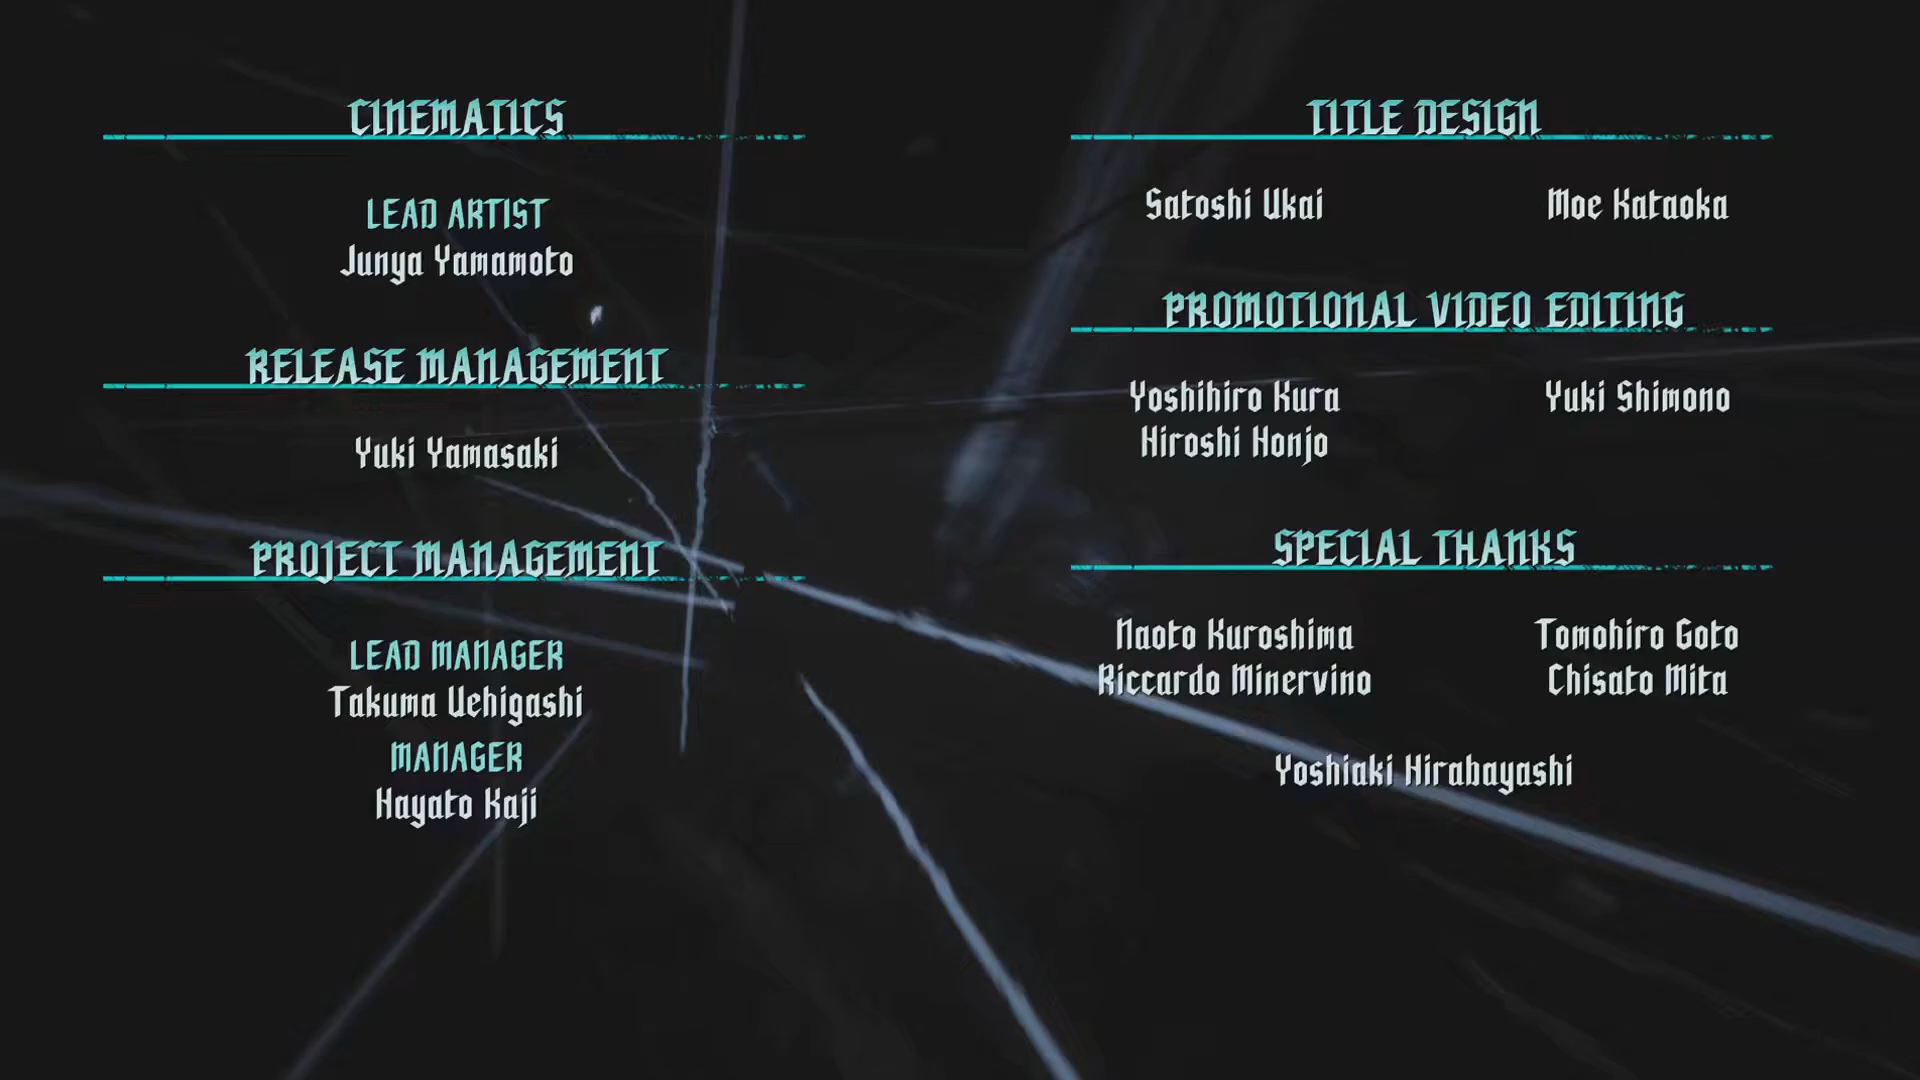 CINEMATICS
LEAD ARTIST
Junya Yamamoto
RELEASE MANAGEMENT
Yuki Yamasaki
PROJECT MANAGEMENT
LEAD MANAGER
Takuma Uehigashi
MANAGER
Hayato Kaji
TITLE DESIGN
Satoshi Ukai Moe Kataoka
PROMOTIONAL VIDEO EDITING
Yoshihiro Kura Yuki Shimono
Hiroshi Honjo
SPECIAL THANKS
Naoto Kuroshima Tomohiro Goto
Riccardo Minervino Chisato Mita
Yoshiaki Hirabayashi